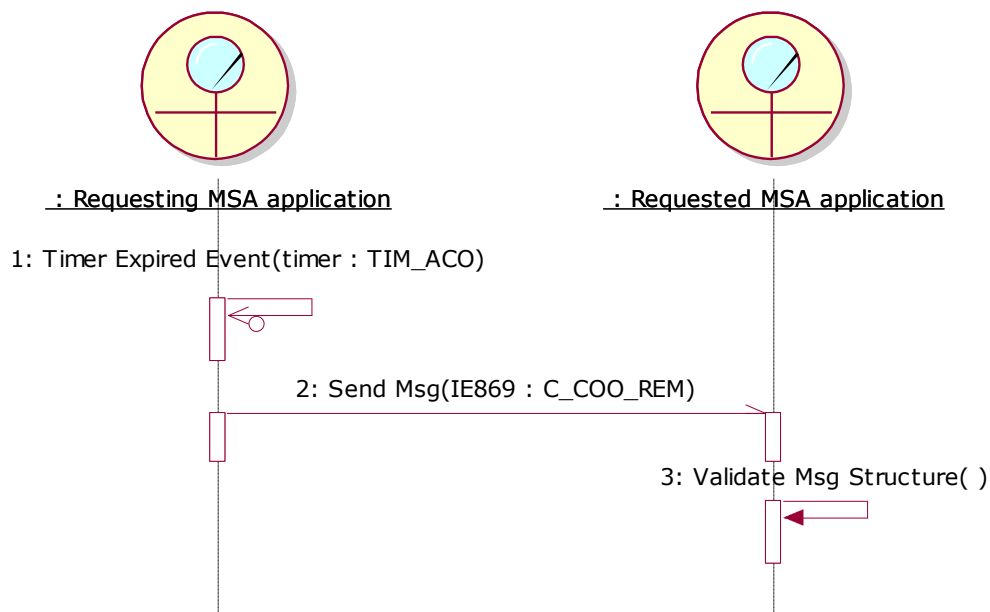 : Requesting MSA application
: Requested MSA application
1: Timer Expired Event(timer : TIM_ACO)
2: Send Msg(IE869 : C_COO_REM)
3: Validate Msg Structure( )